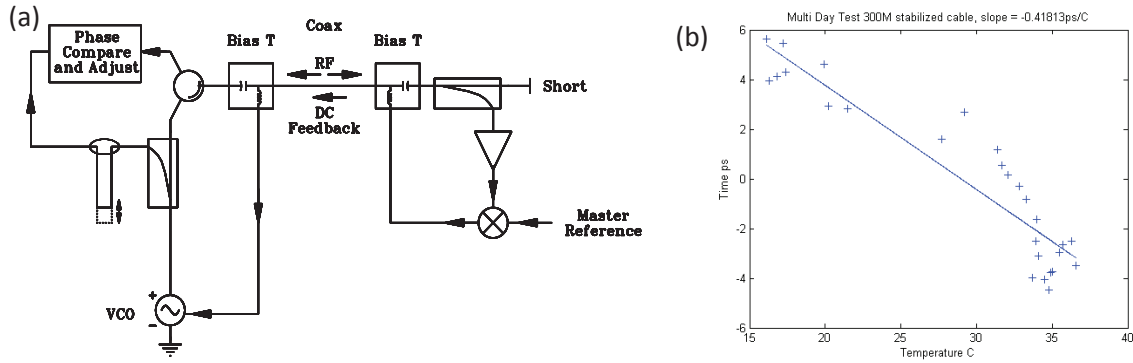 (a)
Phase
Compare
and Adjust
Bias T
Coax
Bias T
RF
DC
Feedback
Short
Master
Reference
VCO
+
−
(b)
Multi Day Test 300M stabilized cable, slope = -0.41813ps/C
6
4
2
0
-2
-4
-6
Time ps
15
20
25
30
35
40
Temperature C